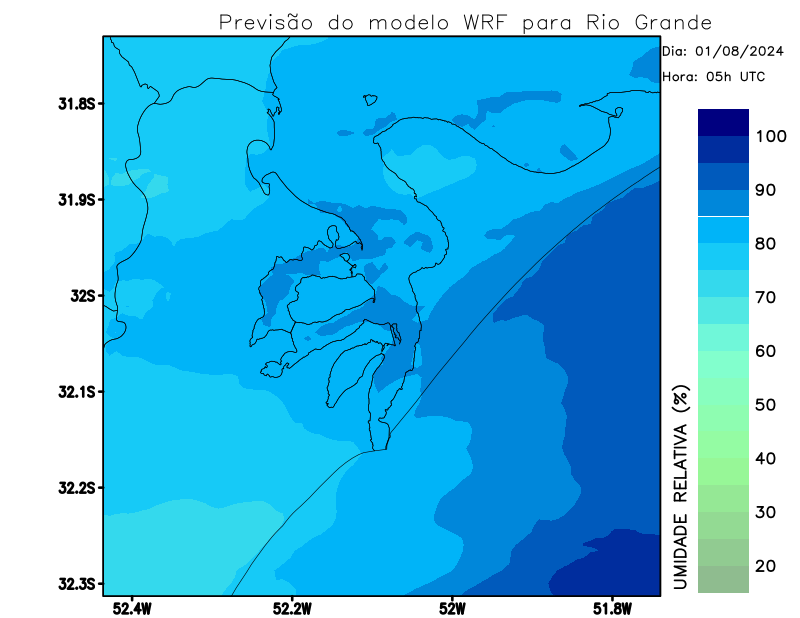 Previsão do modelo WRF para Rio Grande
Dia: 01/08/2024
Hora: 05h UTC
31.8S
31.9S
32S
32.1S
32.2S
32.3S
52.4W
52.2W
52W
51.8W
100
90
80
70
60
50
40
30
20
UMIDADE RELATIVA (%)